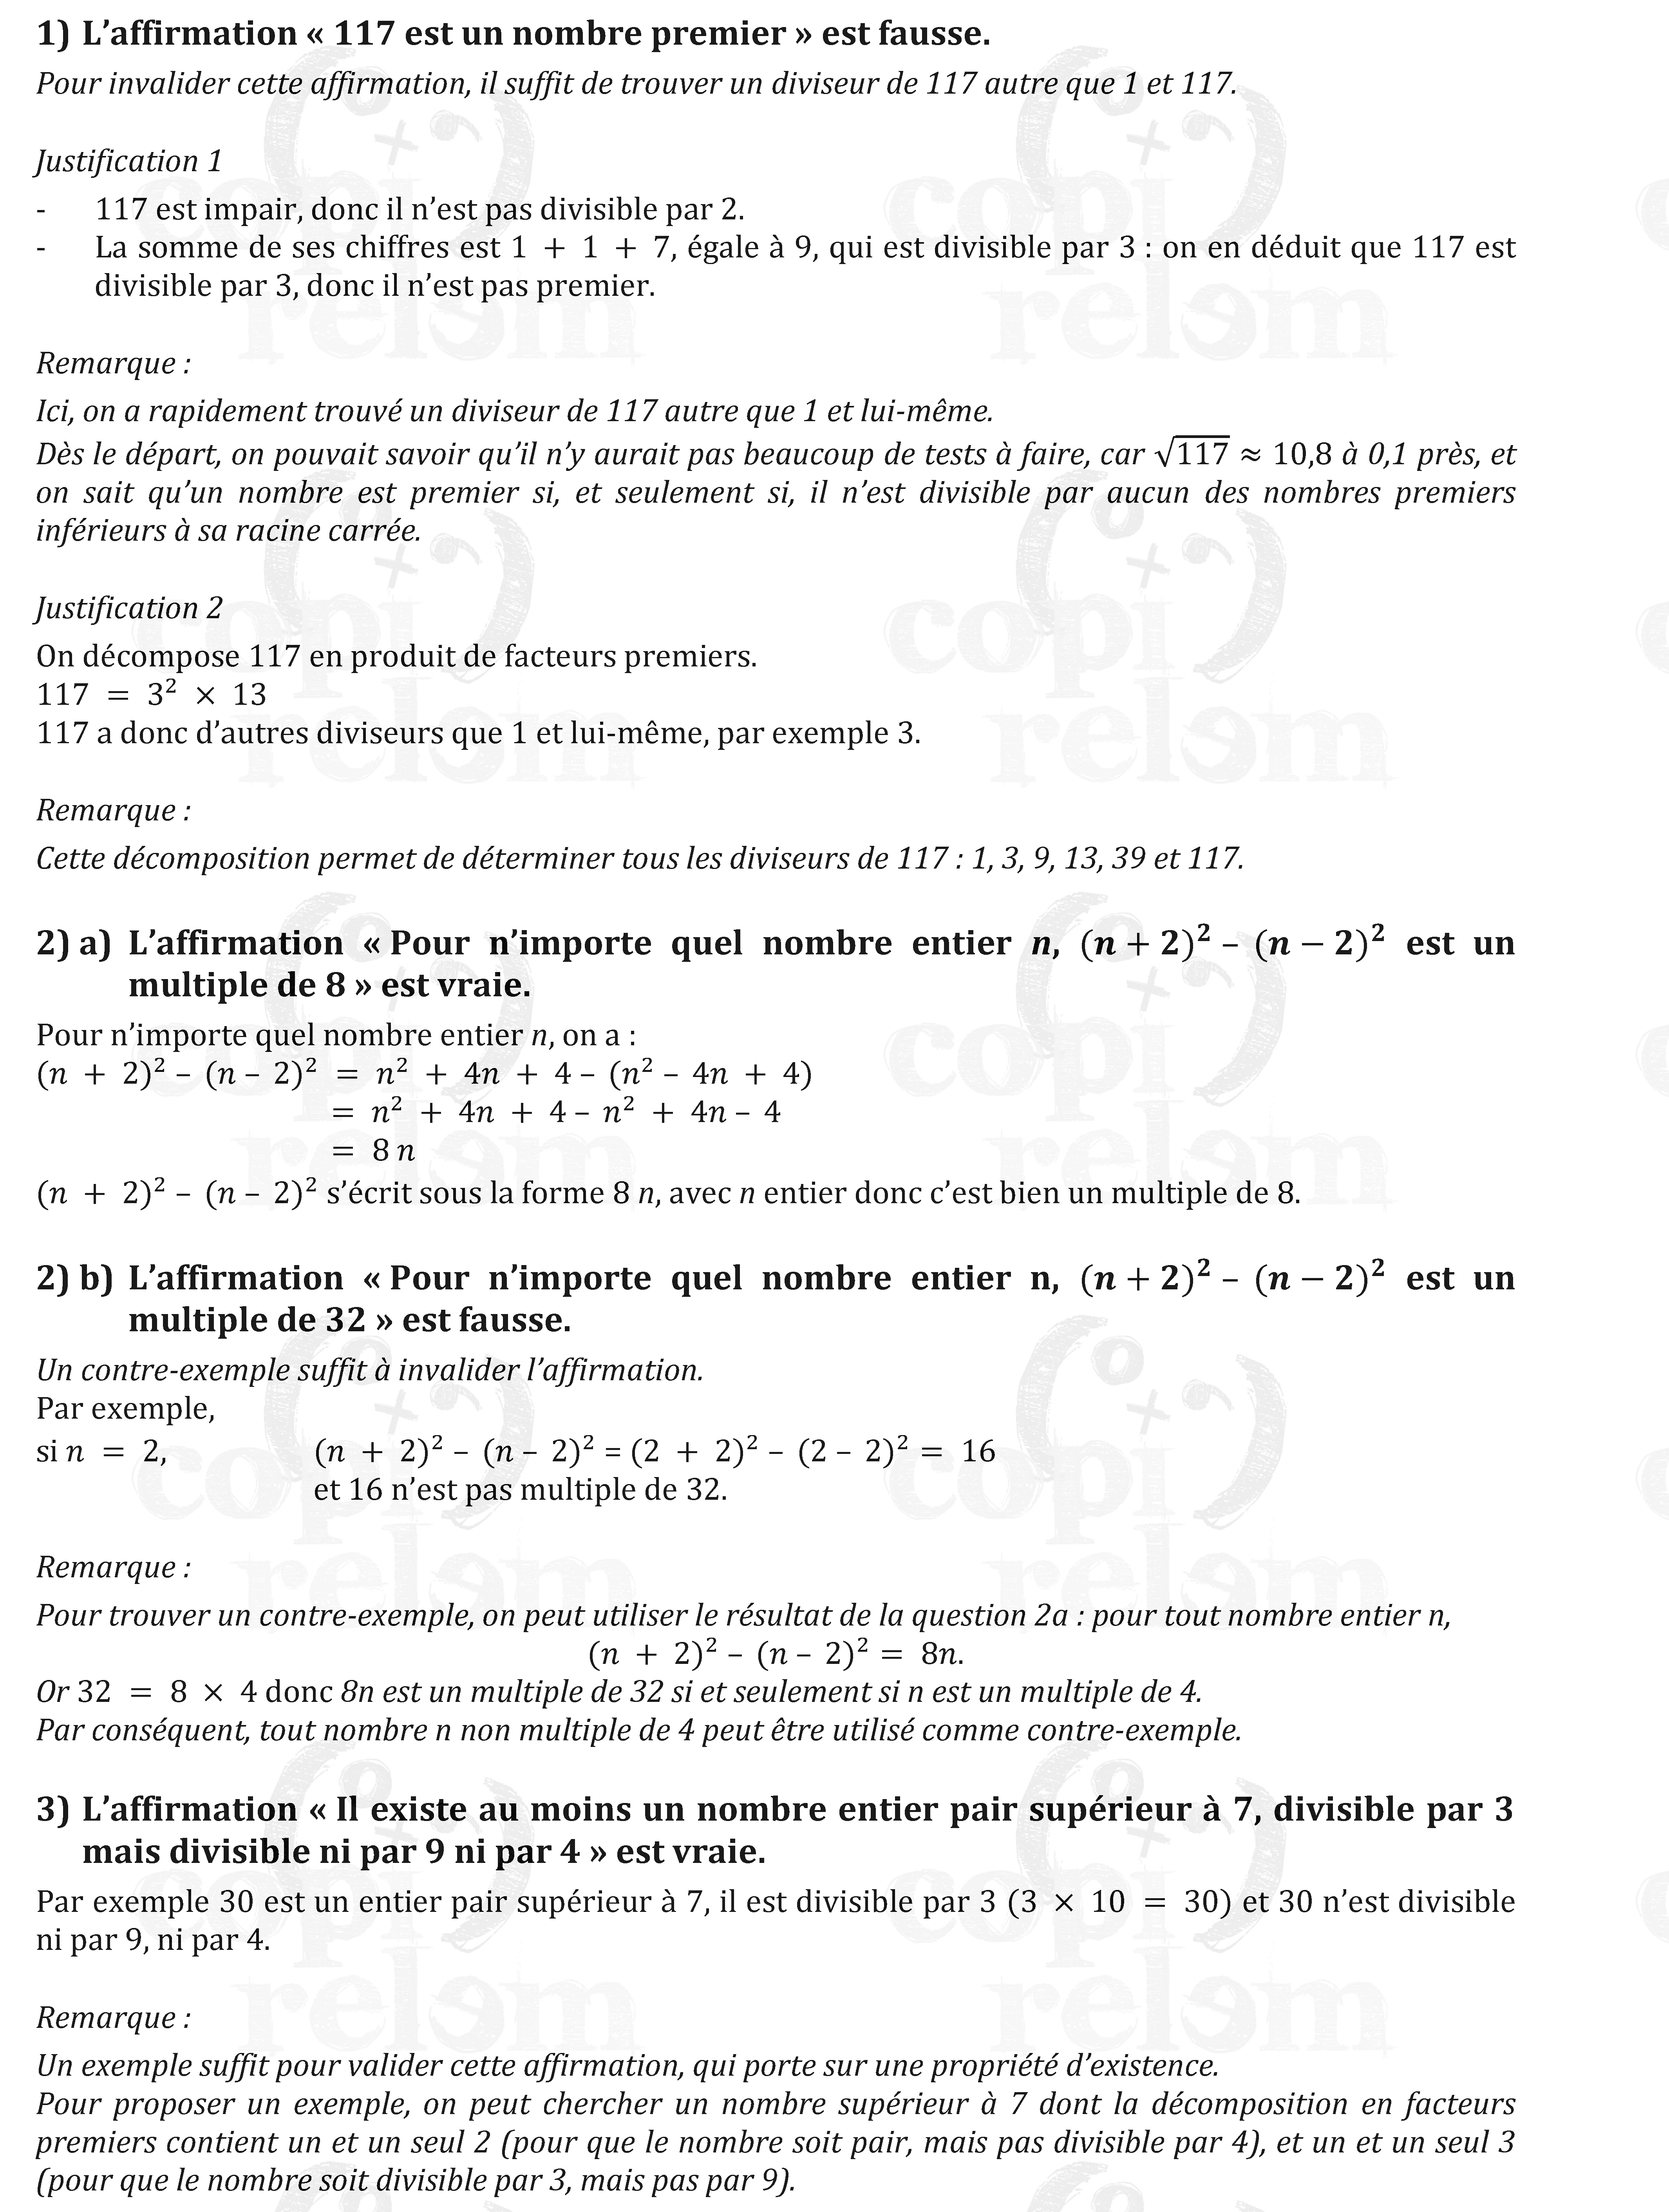 1) L’affirmation « 117 est un nombre premier » est fausse.
Pour invalider cette affirmation, il suffit de trouver un diviseur de 117 autre que 1 et 117.
Justification 1
- 117 est impair, donc il n’est pas divisible par 2.
- La somme de ses chiffres est 1 + 1 + 7, égale à 9, qui est divisible par 3 : on en déduit que 117 est
divisible par 3, donc il n’est pas premier.
Remarque :
Ici, on a rapidement trouvé un diviseur de 117 autre que 1 et lui-même.
Dès le départ, on pouvait savoir qu’il n’y aurait pas beaucoup de tests à faire, car √117 ≈ 10,8 à 0,1 près, et
on sait qu’un nombre est premier si, et seulement si, il n’est divisible par aucun des nombres premiers
inférieurs à sa racine carrée.
Justification 2
On décompose 117 en produit de facteurs premiers.
117 = 3² × 13
117 a donc d’autres diviseurs que 1 et lui-même, par exemple 3.
Remarque :
Cette décomposition permet de déterminer tous les diviseurs de 117 : 1, 3, 9, 13, 39 et 117.
2) a) L’affirmation « Pour n’importe quel nombre entier n, (n + 2)² – (n − 2)² est un
multiple de 8 » est vraie.
Pour n’importe quel nombre entier n, on a :
(n + 2)² – (n – 2)² = n² + 4n + 4 – (n² – 4n + 4)
= n² + 4n + 4 – n² + 4n – 4
= 8 n
(n + 2)² – (n – 2)² s’écrit sous la forme 8 n, avec n entier donc c’est bien un multiple de 8.
2) b) L’affirmation « Pour n’importe quel nombre entier n, (n + 2)² – (n − 2)² est un
multiple de 32 » est fausse.
Un contre-exemple suffit à invalider l’affirmation.
Par exemple,
si n = 2, (n + 2)² – (n – 2)² = (2 + 2)² – (2 – 2)² = 16
et 16 n’est pas multiple de 32.
Remarque :
Pour trouver un contre-exemple, on peut utiliser le résultat de la question 2a : pour tout nombre entier n,
(n + 2)² – (n – 2)² = 8n.
Or 32 = 8 × 4 donc 8n est un multiple de 32 si et seulement si n est un multiple de 4.
Par conséquent, tout nombre n non multiple de 4 peut être utilisé comme contre-exemple.
3) L’affirmation « Il existe au moins un nombre entier pair supérieur à 7, divisible par 3
mais divisible ni par 9 ni par 4 » est vraie.
Par exemple 30 est un entier pair supérieur à 7, il est divisible par 3 (3 × 10 = 30) et 30 n’est divisible
ni par 9, ni par 4.
Remarque :
Un exemple suffit pour valider cette affirmation, qui porte sur une propriété d’existence.
Pour proposer un exemple, on peut chercher un nombre supérieur à 7 dont la décomposition en facteurs
premiers contient un et un seul 2 (pour que le nombre soit pair, mais pas divisible par 4), et un et un seul 3
(pour que le nombre soit divisible par 3, mais pas par 9).